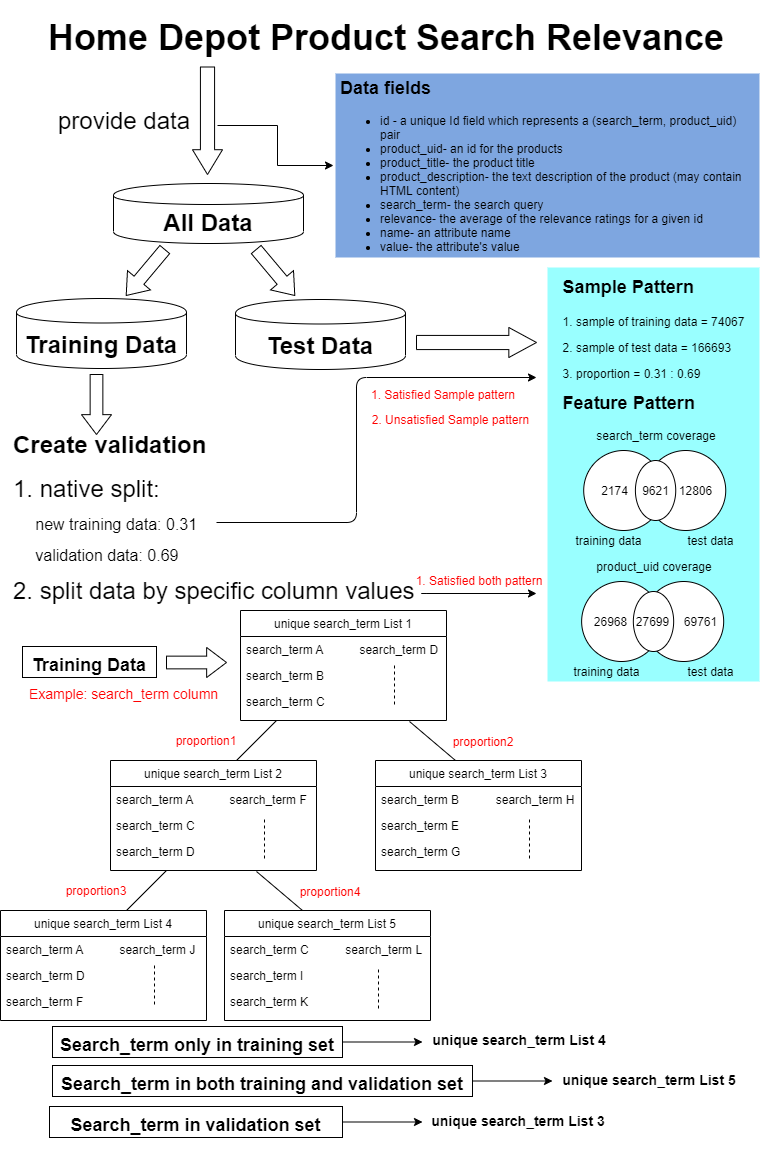 Home Depot Product Search Relevance
provide data
Data fields
id - a unique Id field which represents a (search_term, product_uid)
pair
product_uid- an id for the products
product_title- the product title
product_description- the text description of the product (may contain
HTML content)
search_term- the search query
relevance- the average of the relevance ratings for a given id
name- an attribute name
value- the attribute's value
All Data
Training Data
Test Data
Sample Pattern
1. sample of training data = 74067
2. sample of test data = 166693
3. proportion = 0.31 : 0.69
1. Satisfied Sample pattern
2. Unsatisfied Sample pattern
Feature Pattern
search_term coverage
2174 9621 12806
training data test data
product_uid coverage
26968 27699 69761
training data test data
Create validation
1. native split:
new training data: 0.31
validation data: 0.69
2. split data by specific column values
1. Satisfied both pattern
Training Data
Example: search_term column
unique search_term List 1
search_term A search_term D
search_term B
search_term C
proportion1
proportion2
unique search_term List 2
search_term A search_term F
search_term C
search_term D
unique search_term List 3
search_term B search_term H
search_term E
search_term G
proportion3
proportion4
unique search_term List 4
search_term A search_term J
search_term D
search_term F
unique search_term List 5
search_term C search_term L
search_term I
search_term K
Search_term only in training set
unique search_term List 4
Search_term in both training and validation set
unique search_term List 5
Search_term in validation set
unique search_term List 3